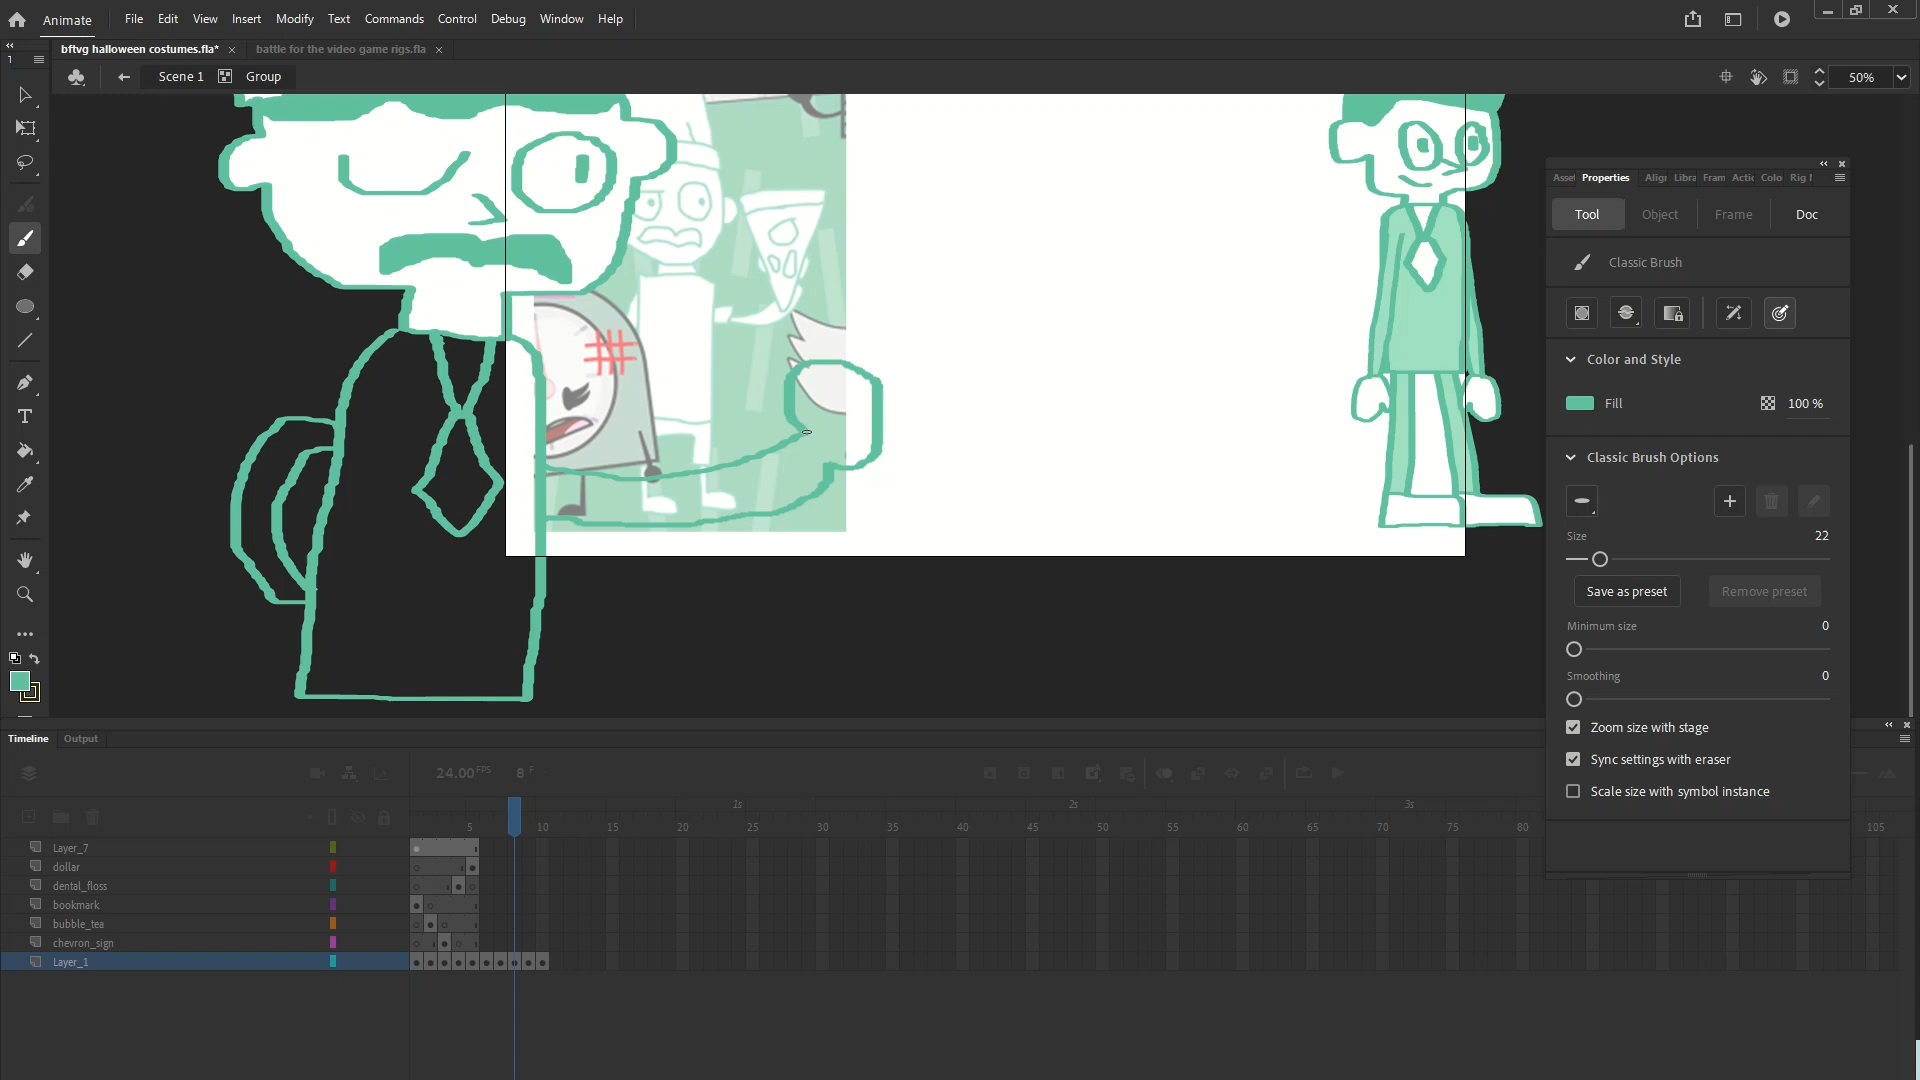 Animate
File Edit View Insert Modify Text Commands Control Debug Window Help
bftvg halloween costumes.fla* battle for the video game rigs.fla
1
Scene 1 Group
50%
Properties
Tool Object Frame Doc
Classic Brush
Color and Style
Fill 100 %
Classic Brush Options
Size 22
Save as preset Remove preset
Minimum size 0
Smoothing 0
Zoom size with stage
Sync settings with eraser
Scale size with symbol instance
Timeline Output
24.00 FPS 8 F
1s 2s 3s
5 10 15 20 25 30 35 40 45 50 55 60 65 70 75 80 105
Layer_7
dollar
dental_floss
bookmark
bubble_tea
chevron_sign
Layer_1